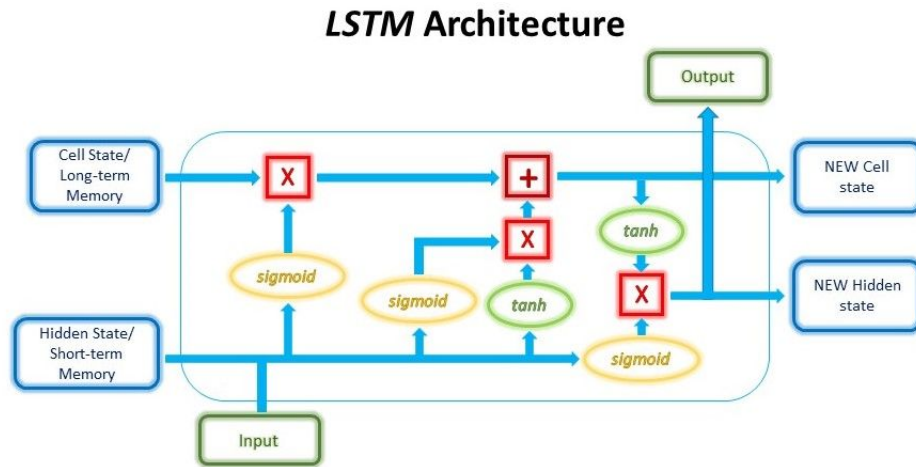 LSTM Architecture
Output
Cell State/
Long-term
Memory
X
+
NEW Cell
state
tanh
X
sigmoid
sigmoid
tanh
X
NEW Hidden
state
Hidden State/
Short-term
Memory
sigmoid
Input